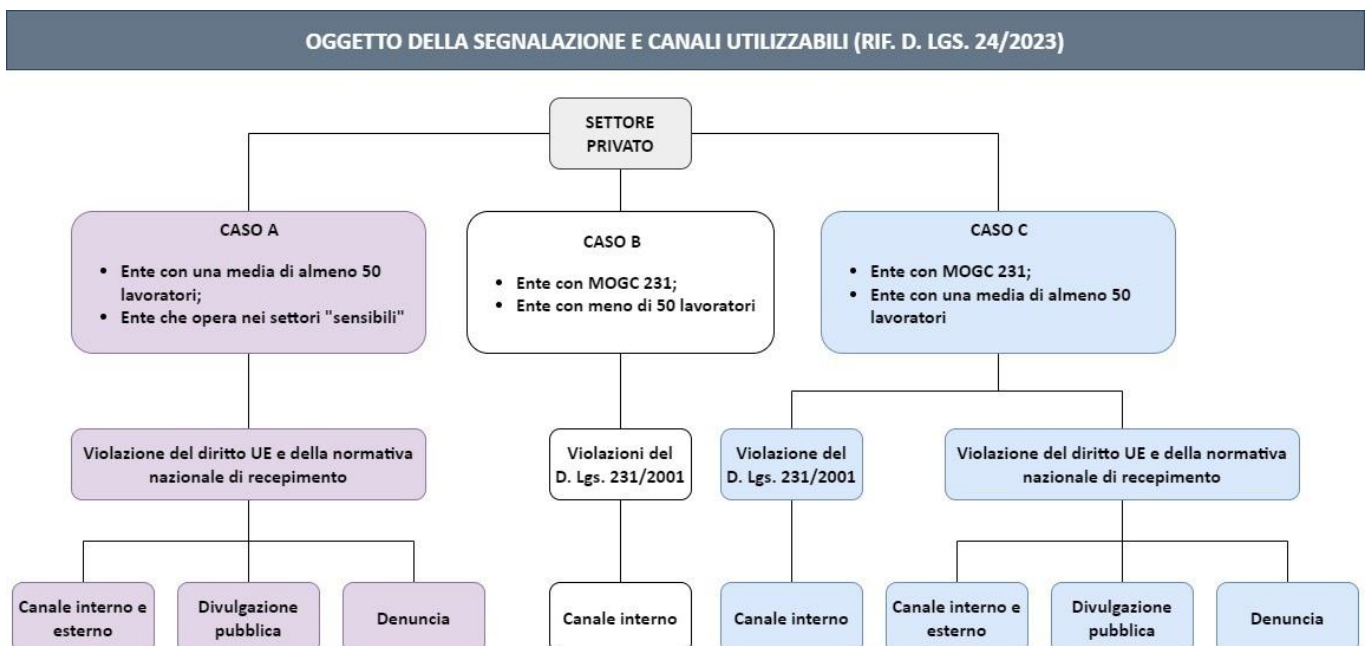 OGGETTO DELLA SEGNALAZIONE E CANALI UTILIZZABILI (RIF. D. LGS. 24/2023)
SETTORE
PRIVATO
CASO A
• Ente con una media di almeno 50
lavoratori;
• Ente che opera nei settori "sensibili"
CASO B
• Ente con MOGC 231;
• Ente con meno di 50 lavoratori
CASO C
• Ente con MOGC 231;
• Ente con una media di almeno 50
lavoratori
Violazione del diritto UE e della normativa
nazionale di recepimento
Violazioni del
D. Lgs. 231/2001
Violazione del
D. Lgs. 231/2001
Violazione del diritto UE e della normativa
nazionale di recepimento
Canale interno e
esterno
Divulgazione
pubblica
Denuncia
Canale interno
Canale interno
Canale interno e
esterno
Divulgazione
pubblica
Denuncia